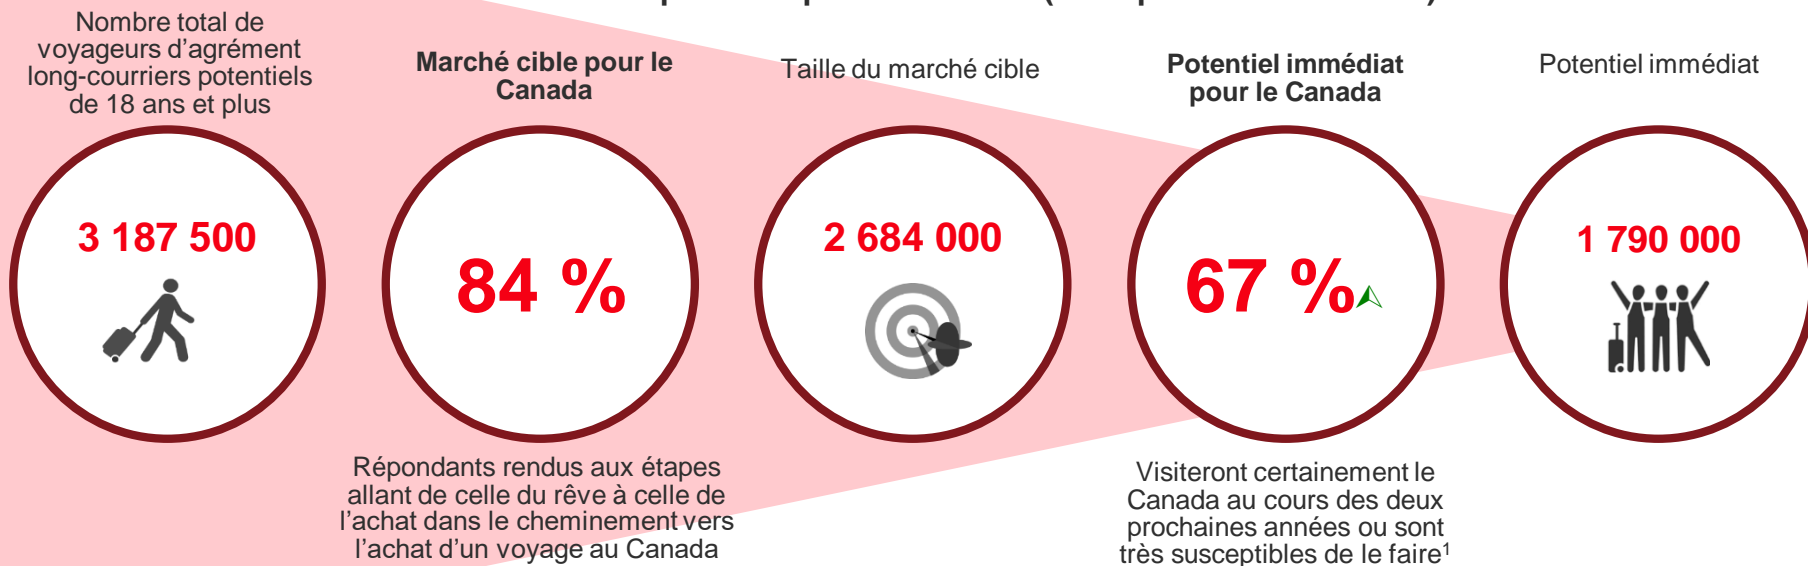 Nombre total de
voyageurs d'agrément
long-courriers potentiels
de 18 ans et plus
3 187 500
Marché cible pour le
Canada
84 %
Répondants rendus aux étapes
allant de celle du rêve à celle de
l'achat dans le cheminement vers
l'achat d'un voyage au Canada
Taille du marché cible
2 684 000
Potentiel immédiat
pour le Canada
67 %
Visiteront certainement le
Canada au cours des deux
prochaines années ou sont
très susceptibles de le faire¹
Potentiel immédiat
1 790 000